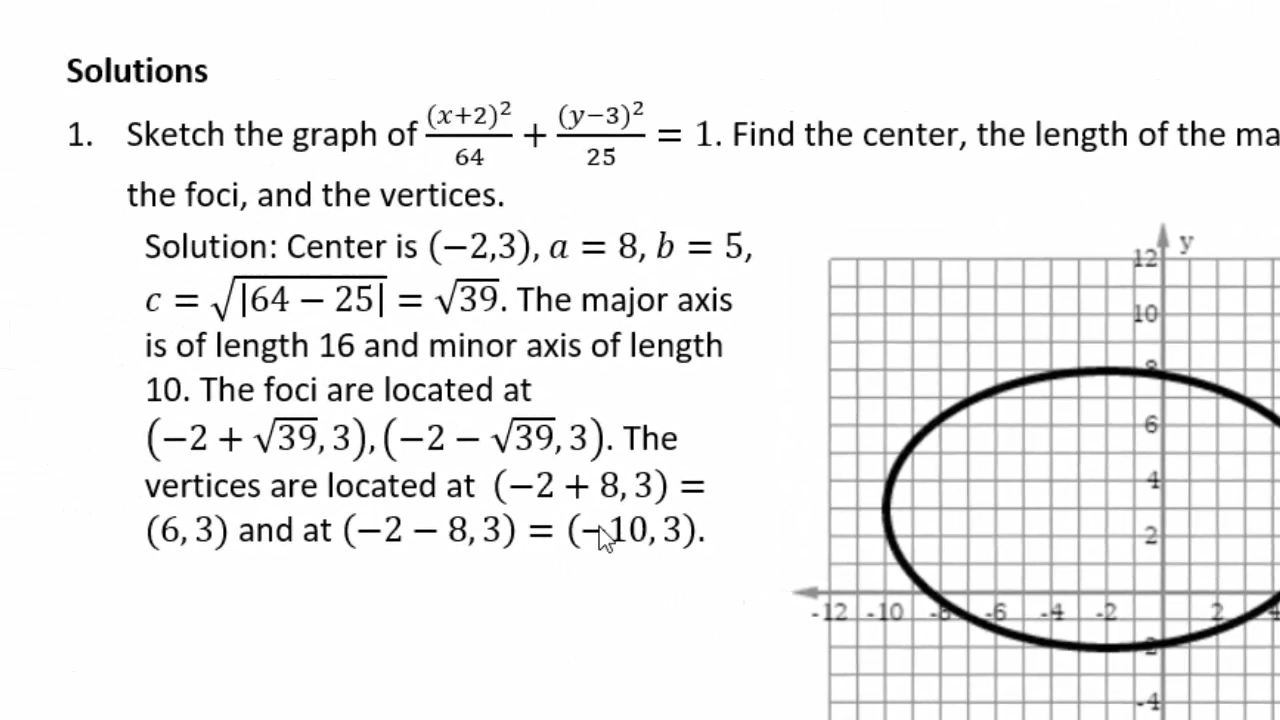 Solutions
1. Sketch the graph of (x+2)²/64 + (y−3)²/25 = 1. Find the center, the length of the ma
the foci, and the vertices.
Solution: Center is (−2,3), a = 8, b = 5,
c = √|64 − 25| = √39. The major axis
is of length 16 and minor axis of length
10. The foci are located at
(−2 + √39, 3), (−2 − √39, 3). The
vertices are located at (−2 + 8, 3) =
(6, 3) and at (−2 − 8, 3) = (−10, 3).
y
12
10
8
6
4
2
-12 -10 -8 -6 -4 -2 2 4
-2
-4